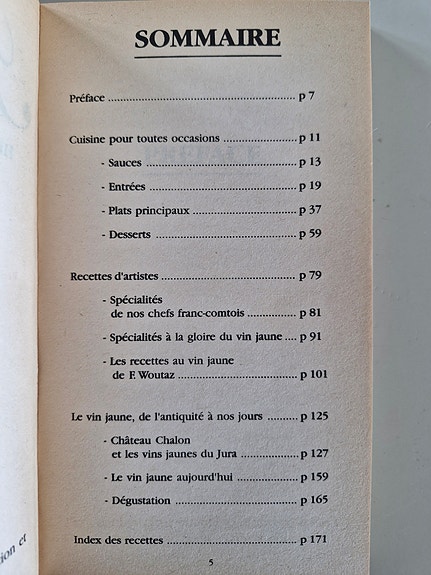 SOMMAIRE
Préface .................................................... p 7
Cuisine pour toutes occasions .................... p 11
- Sauces .......................................... p 13
- Entrées ......................................... p 19
- Plats principaux ............................. p 37
- Desserts ....................................... p 59
Recettes d'artistes ..................................... p 79
- Spécialités
de nos chefs franc-comtois ............ p 81
- Spécialités à la gloire du vin jaune .... p 91
- Les recettes au vin jaune
de F. Woutaz .................................. p 101
Le vin jaune, de l'antiquité à nos jours ......... p 125
- Château Chalon
et les vins jaunes du Jura ............... p 127
- Le vin jaune aujourd'hui ................. p 159
- Dégustation .................................. p 165
Index des recettes ..................................... p 171
5
ion et